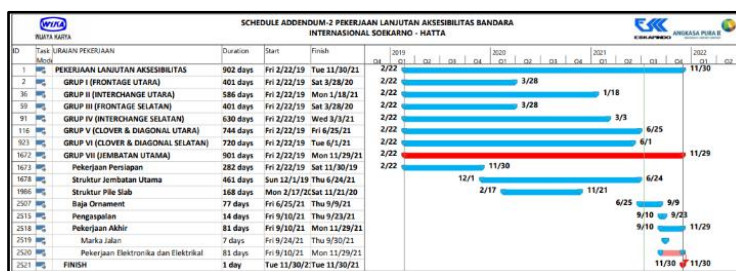 WIKA
WIJAYA KARYA
SCHEDULE ADDENDUM-2 PEKERJAAN LANJUTAN AKSESIBILITAS BANDARA
INTERNASIONAL SOEKARNO - HATTA
ESKAPINDO
ANGKASA PURA II
ID Task Mode URAIAN PEKERJAAN Duration Start Finish 2019 2020 2021 2022
Q4 Q1 Q2 Q3 Q4 Q1 Q2 Q3 Q4 Q1 Q2 Q3 Q4 Q1 Q2
1 PEKERJAAN LANJUTAN AKSESIBILITAS 902 days Fri 2/22/19 Tue 11/30/21 2/22 11/30
2 GRUP I (FRONTAGE UTARA) 401 days Fri 2/22/19 Sat 3/28/20 2/22 3/28
36 GRUP II (INTERCHANGE UTARA) 586 days Fri 2/22/19 Mon 1/18/21 2/22 1/18
59 GRUP III (FRONTAGE SELATAN) 401 days Fri 2/22/19 Sat 3/28/20 2/22 3/28
91 GRUP IV (INTERCHANGE SELATAN) 630 days Fri 2/22/19 Wed 3/3/21 2/22 3/3
116 GRUP V (CLOVER & DIAGONAL UTARA) 744 days Fri 2/22/19 Fri 6/25/21 2/22 6/25
923 GRUP VI (CLOVER & DIAGONAL SELATAN) 720 days Fri 2/22/19 Tue 6/1/21 2/22 6/1
1672 GRUP VII (JEMBATAN UTAMA) 901 days Fri 2/22/19 Mon 11/29/21 2/22 11/29
1673 Pekerjaan Persiapan 282 days Fri 2/22/19 Sat 11/30/19 2/22 11/30
1678 Struktur Jembatan Utama 461 days Sun 12/1/19 Thu 6/24/21 12/1 6/24
1986 Struktur Pile Slab 168 days Mon 2/17/20 Sat 11/21/20 2/17 11/21
2507 Baja Ornament 77 days Fri 6/25/21 Thu 9/9/21 6/25 9/9
2515 Pengaspalan 14 days Fri 9/10/21 Thu 9/23/21 9/10 9/23
2518 Pekerjaan Akhir 81 days Fri 9/10/21 Mon 11/29/21 9/10 11/29
2519 Marka Jalan 7 days Fri 9/24/21 Thu 9/30/21
2520 Pekerjaan Elektronika dan Elektrikal 81 days Fri 9/10/21 Mon 11/29/21
2521 FINISH 1 day Tue 11/30/21 Tue 11/30/21 11/30 11/30